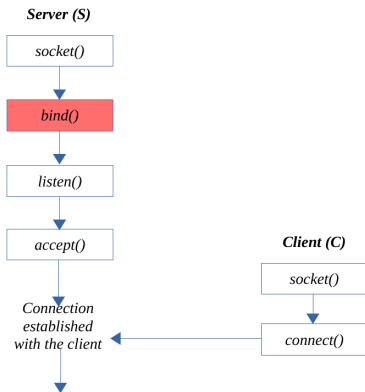 Server (S)
socket()
bind()
listen()
accept()
Connection
established
with the client
Client (C)
socket()
connect()